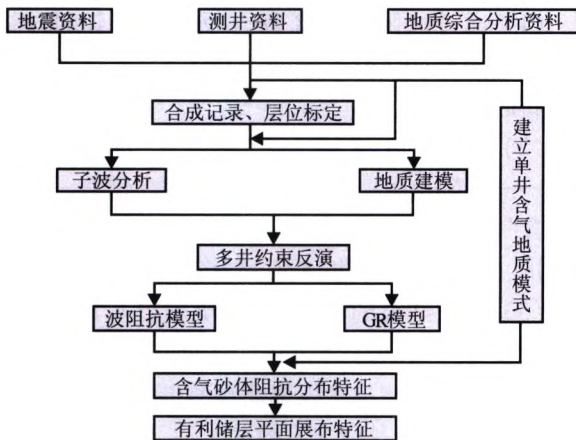 地震资料
测井资料
地质综合分析资料
合成记录、层位标定
建立单井含气地质模式
子波分析
地质建模
多井约束反演
波阻抗模型
GR模型
含气砂体阻抗分布特征
有利储层平面展布特征